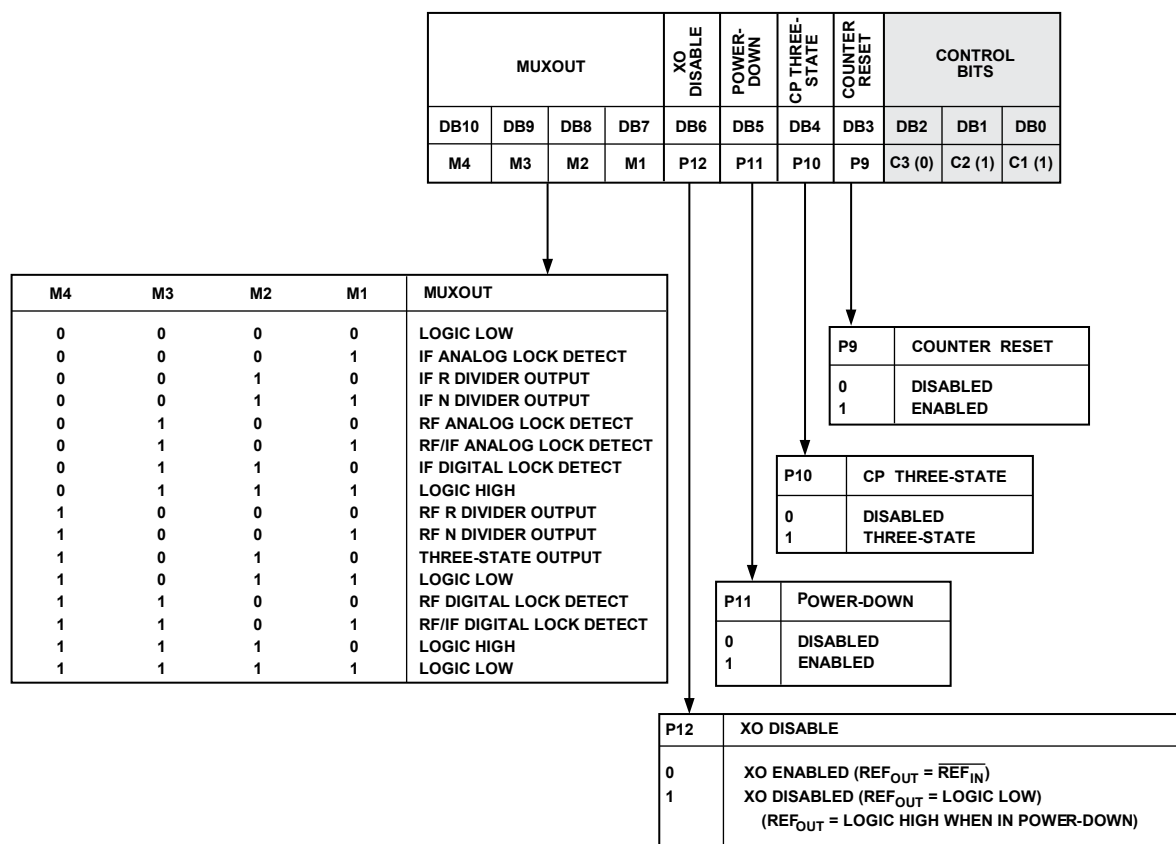 MUXOUT XO DISABLE POWER-DOWN CP THREE-STATE COUNTER RESET CONTROL BITS
DB10 DB9 DB8 DB7 DB6 DB5 DB4 DB3 DB2 DB1 DB0
M4 M3 M2 M1 P12 P11 P10 P9 C3 (0) C2 (1) C1 (1)
M4 M3 M2 M1 MUXOUT
0 0 0 0 LOGIC LOW
0 0 0 1 IF ANALOG LOCK DETECT
0 0 1 0 IF R DIVIDER OUTPUT
0 0 1 1 IF N DIVIDER OUTPUT
0 1 0 0 RF ANALOG LOCK DETECT
0 1 0 1 RF/IF ANALOG LOCK DETECT
0 1 1 0 IF DIGITAL LOCK DETECT
0 1 1 1 LOGIC HIGH
1 0 0 0 RF R DIVIDER OUTPUT
1 0 0 1 RF N DIVIDER OUTPUT
1 0 1 0 THREE-STATE OUTPUT
1 0 1 1 LOGIC LOW
1 1 0 0 RF DIGITAL LOCK DETECT
1 1 0 1 RF/IF DIGITAL LOCK DETECT
1 1 1 0 LOGIC HIGH
1 1 1 1 LOGIC LOW
P9 COUNTER RESET
0 DISABLED
1 ENABLED
P10 CP THREE-STATE
0 DISABLED
1 THREE-STATE
P11 POWER-DOWN
0 DISABLED
1 ENABLED
P12 XO DISABLE
0 XO ENABLED (REFOUT = R̅E̅F̅I̅N̅)
1 XO DISABLED (REFOUT = LOGIC LOW)
(REFOUT = LOGIC HIGH WHEN IN POWER-DOWN)